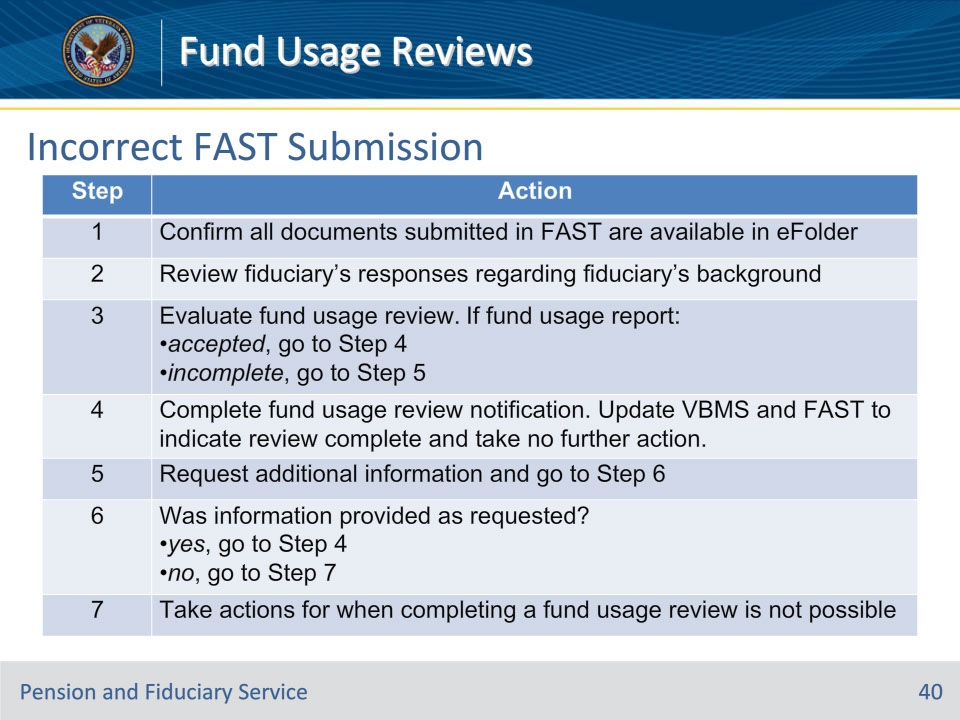 Fund Usage Reviews
Incorrect FAST Submission
Step Action
1 Confirm all documents submitted in FAST are available in eFolder
2 Review fiduciary’s responses regarding fiduciary’s background
3 Evaluate fund usage review. If fund usage report:
•accepted, go to Step 4
•incomplete, go to Step 5
4 Complete fund usage review notification. Update VBMS and FAST to
indicate review complete and take no further action.
5 Request additional information and go to Step 6
6 Was information provided as requested?
•yes, go to Step 4
•no, go to Step 7
7 Take actions for when completing a fund usage review is not possible
Pension and Fiduciary Service 40